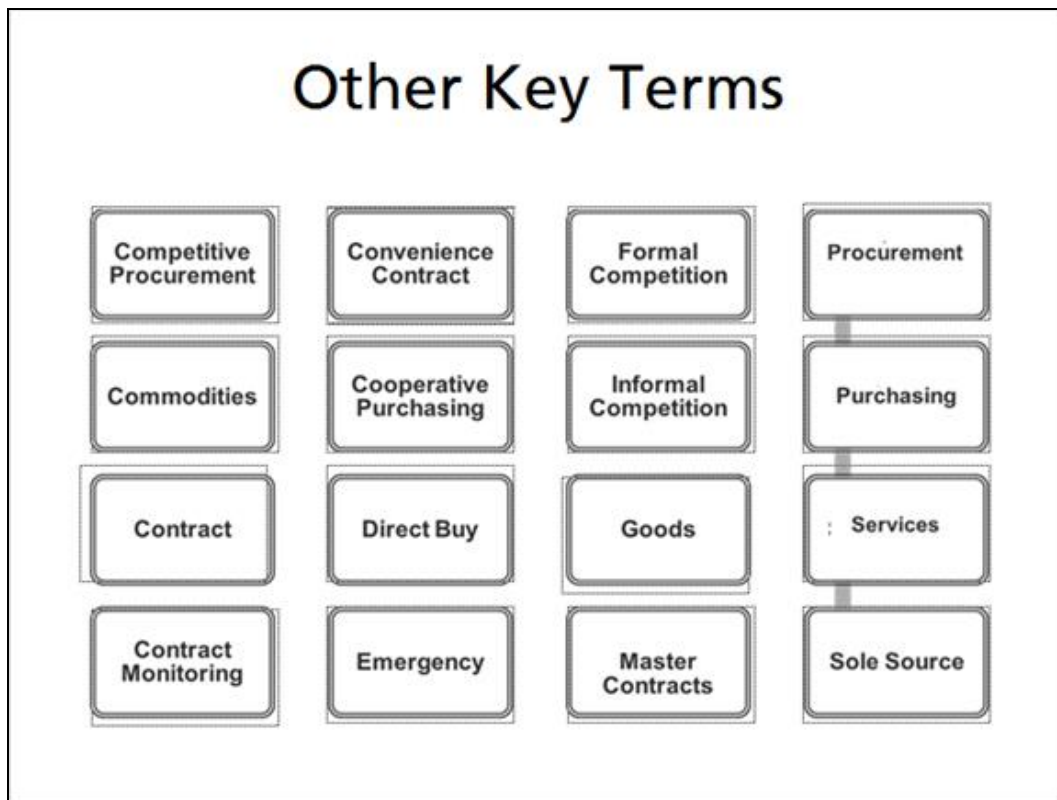 Other Key Terms
Competitive
Procurement
Convenience
Contract
Formal
Competition
Procurement
Commodities
Cooperative
Purchasing
Informal
Competition
Purchasing
Contract
Direct Buy
Goods
Services
Contract
Monitoring
Emergency
Master
Contracts
Sole Source